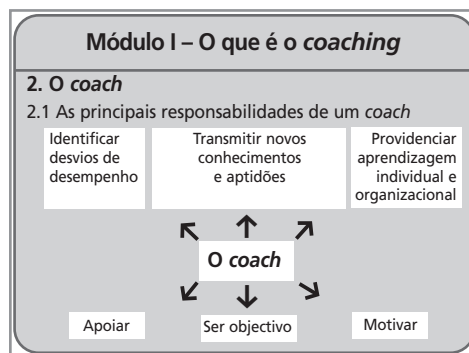 Módulo I – O que é o coaching
2. O coach
2.1 As principais responsabilidades de um coach
Identificar
desvios de
desempenho
Transmitir novos
conhecimentos
e aptidões
Providenciar
aprendizagem
individual e
organizacional
O coach
Apoiar
Ser objectivo
Motivar